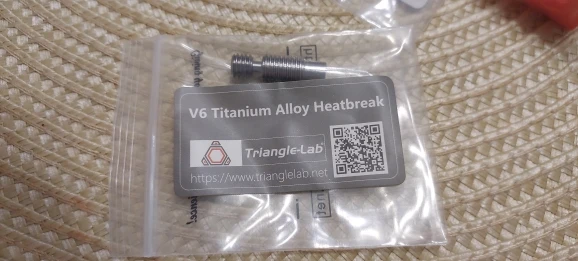 V6 Titanium Alloy Heatbreak
Triangle-Lab
https://www.trianglelab.net